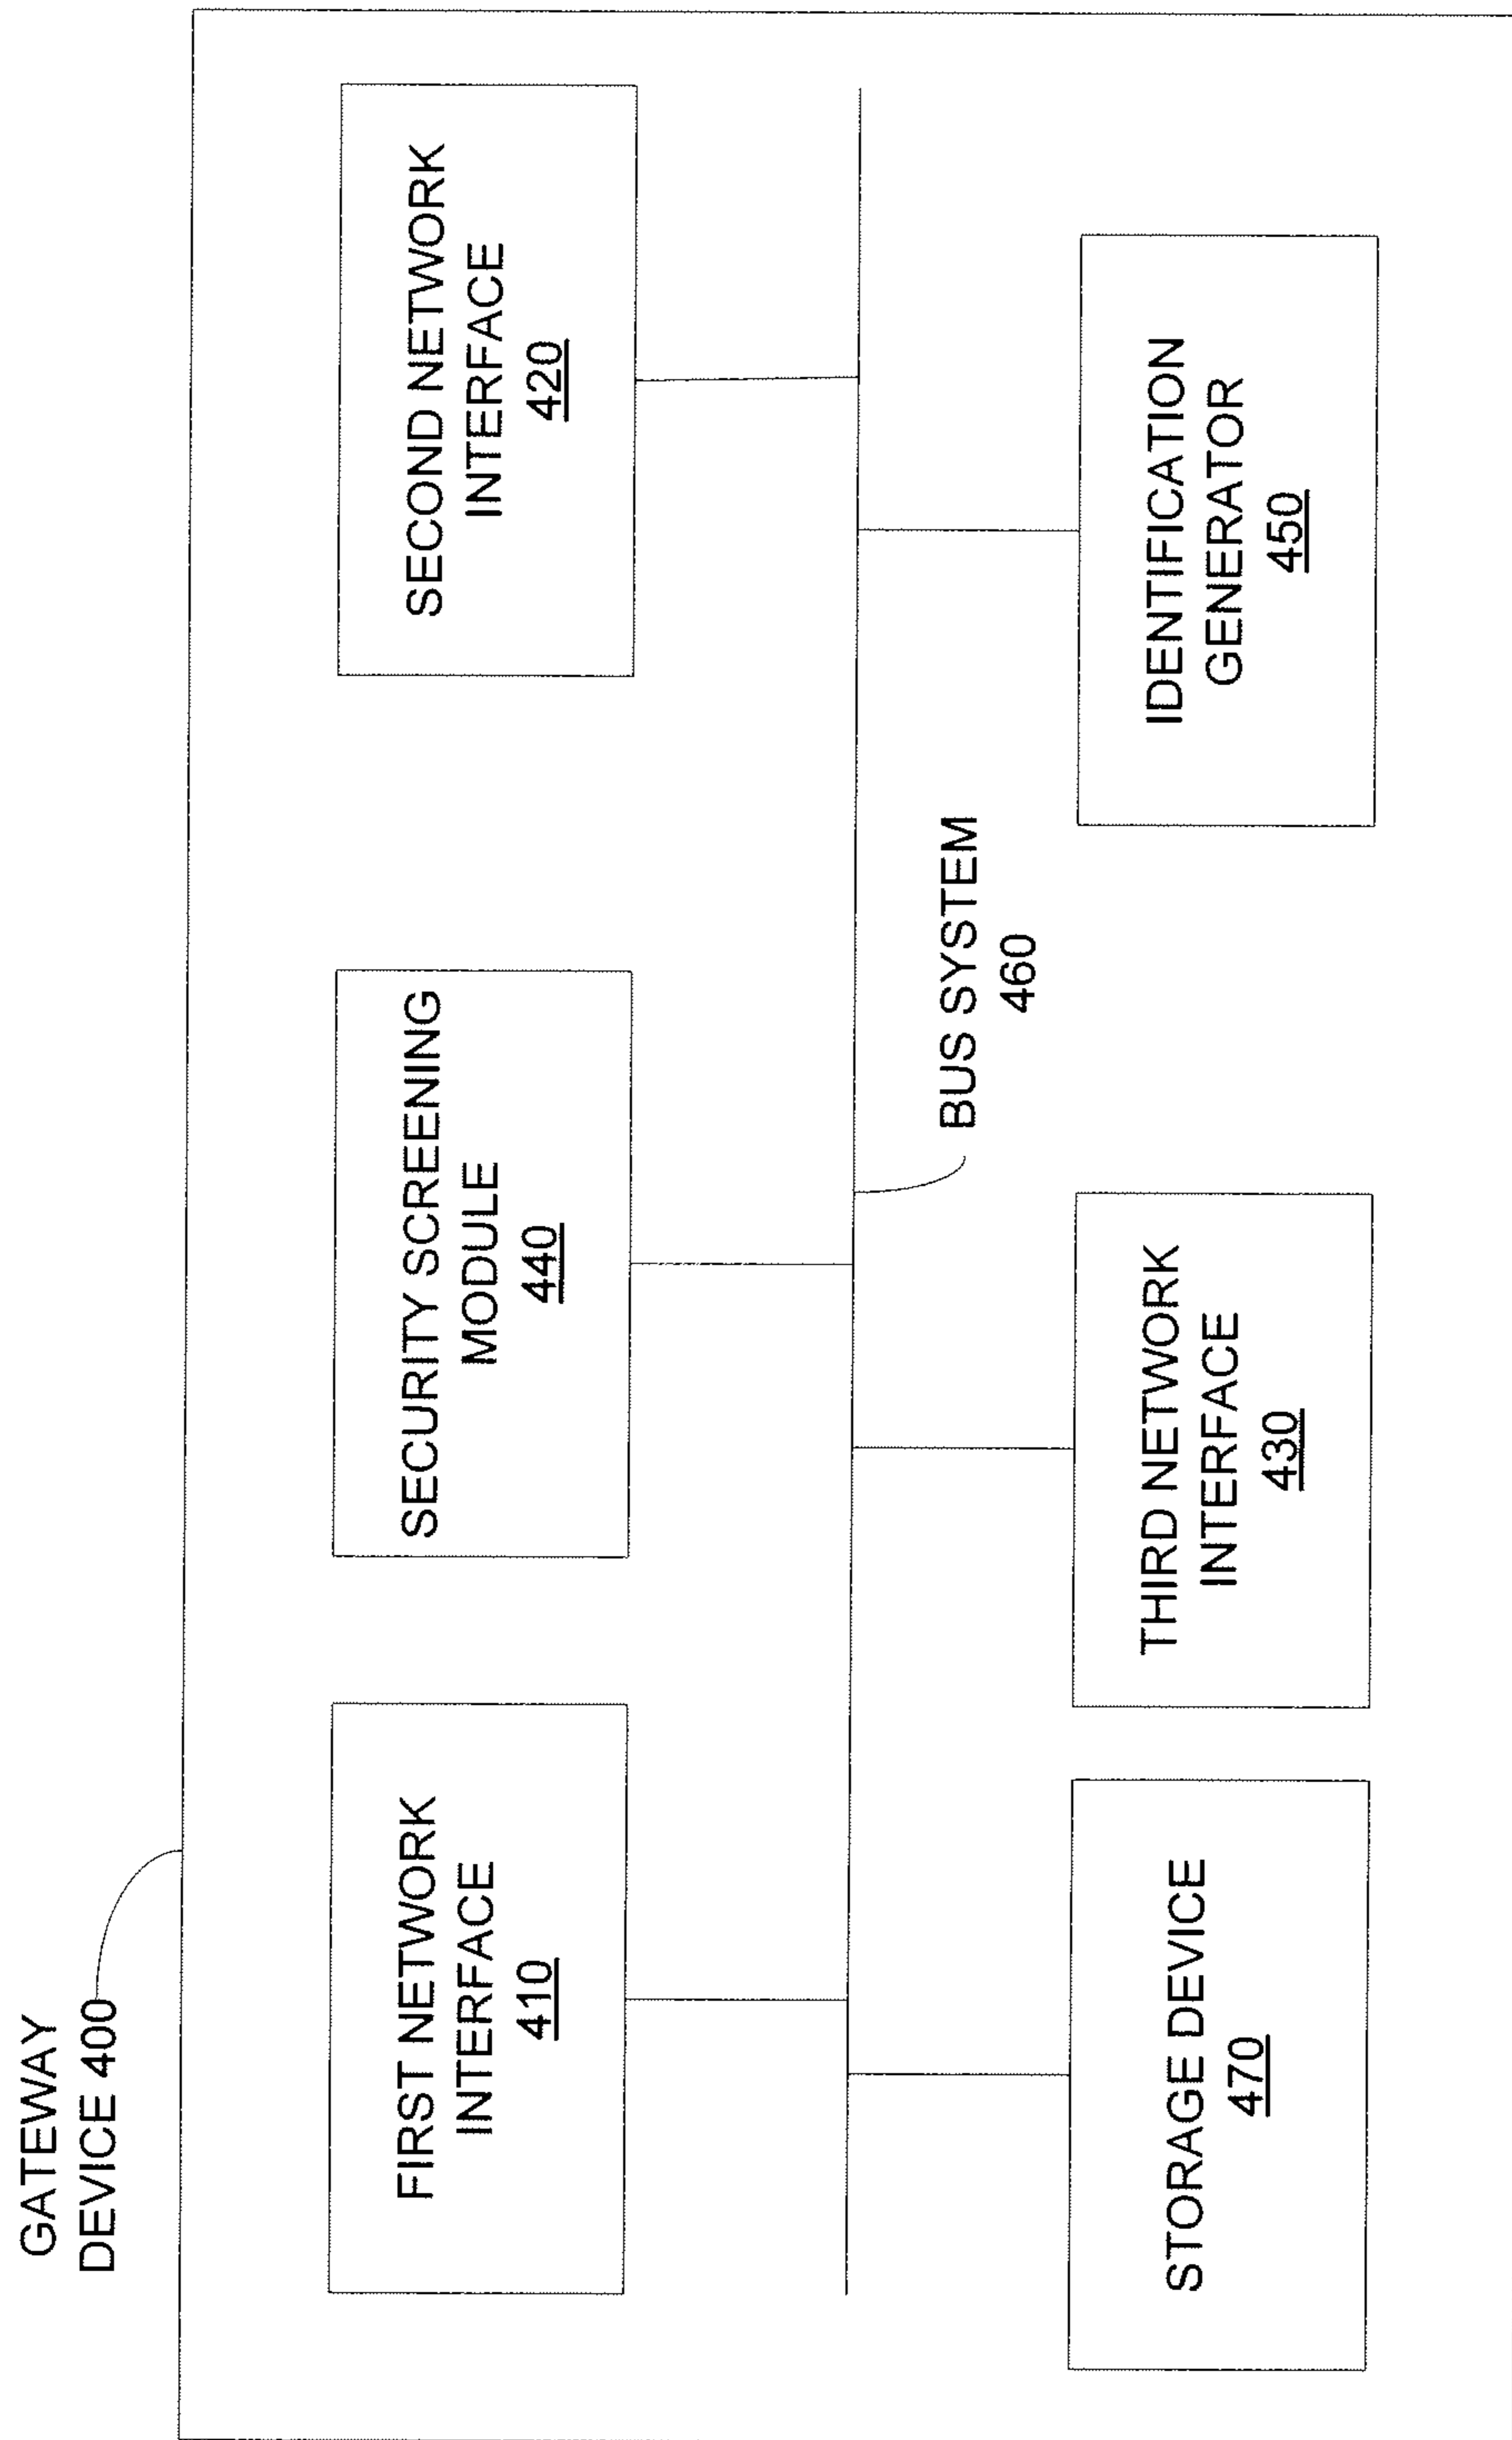 GATEWAY
DEVICE 400
FIRST NETWORK
INTERFACE
410
SECURITY SCREENING
MODULE
440
SECOND NETWORK
INTERFACE
420
BUS SYSTEM
460
STORAGE DEVICE
470
THIRD NETWORK
INTERFACE
430
IDENTIFICATION
GENERATOR
450